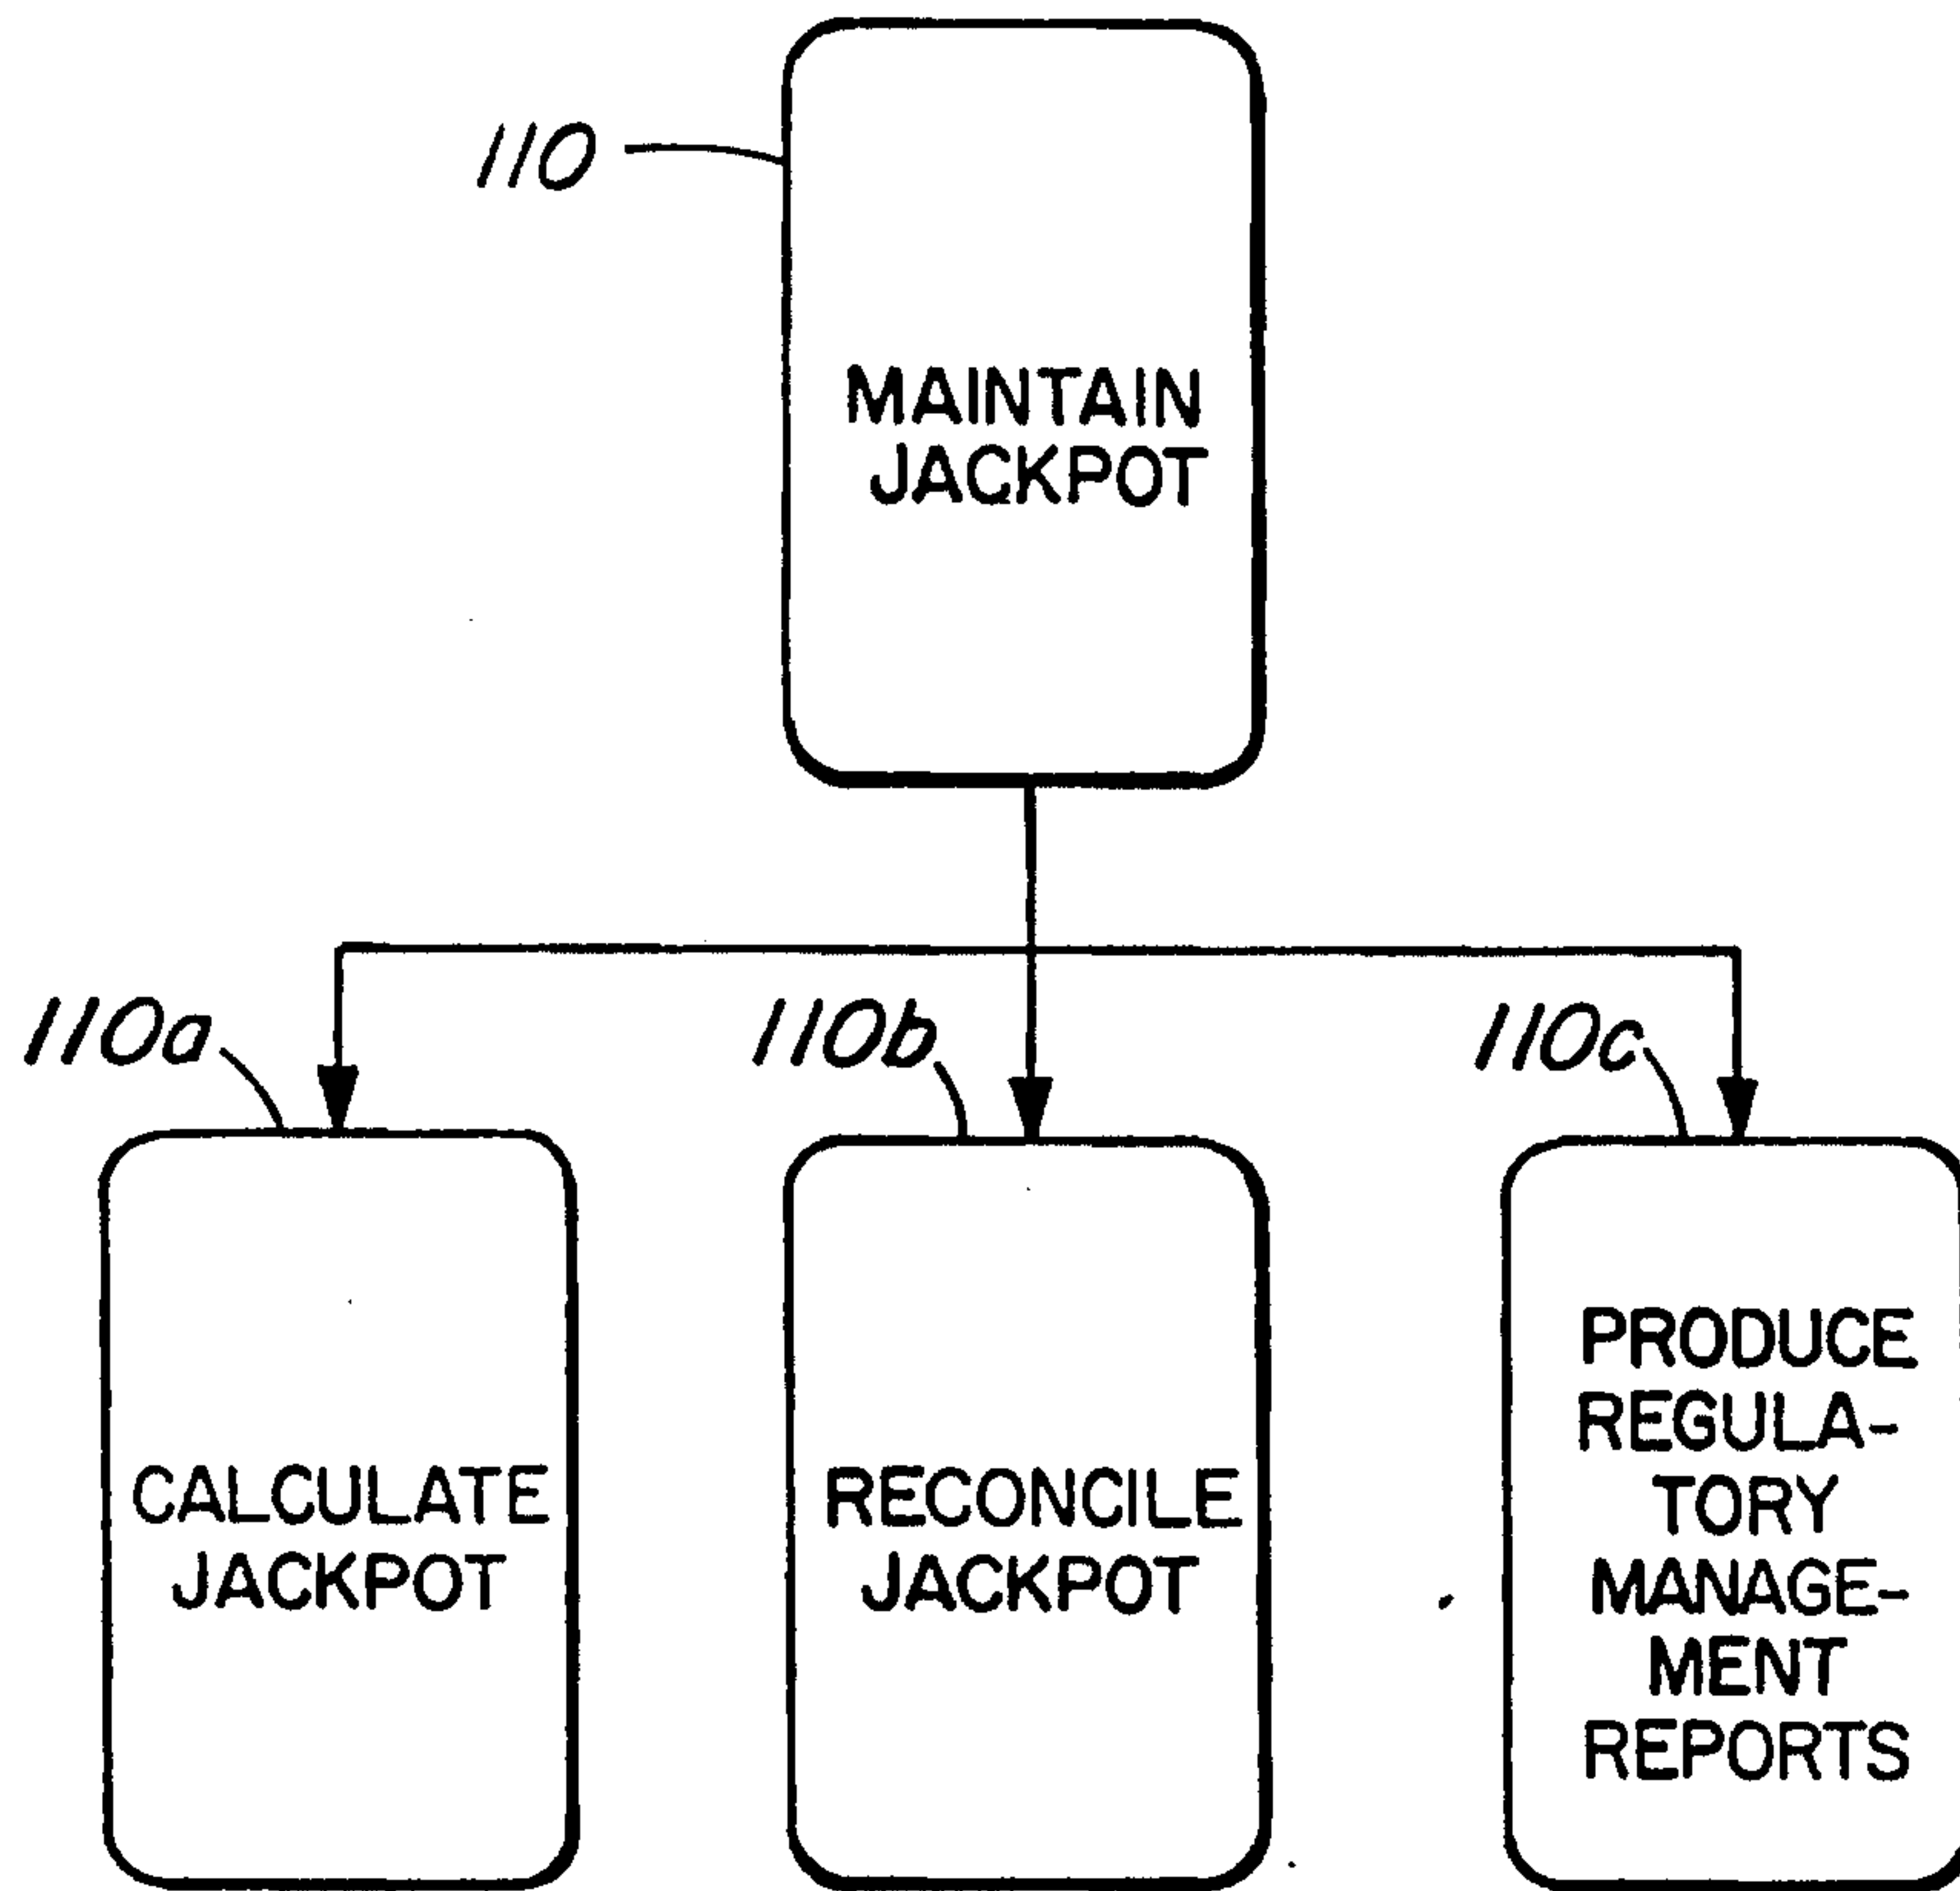 110
MAINTAIN
JACKPOT
110a
110b
110c
CALCULATE
JACKPOT
RECONCILE
JACKPOT
PRODUCE
REGULA-
TORY
MANAGE-
MENT
REPORTS